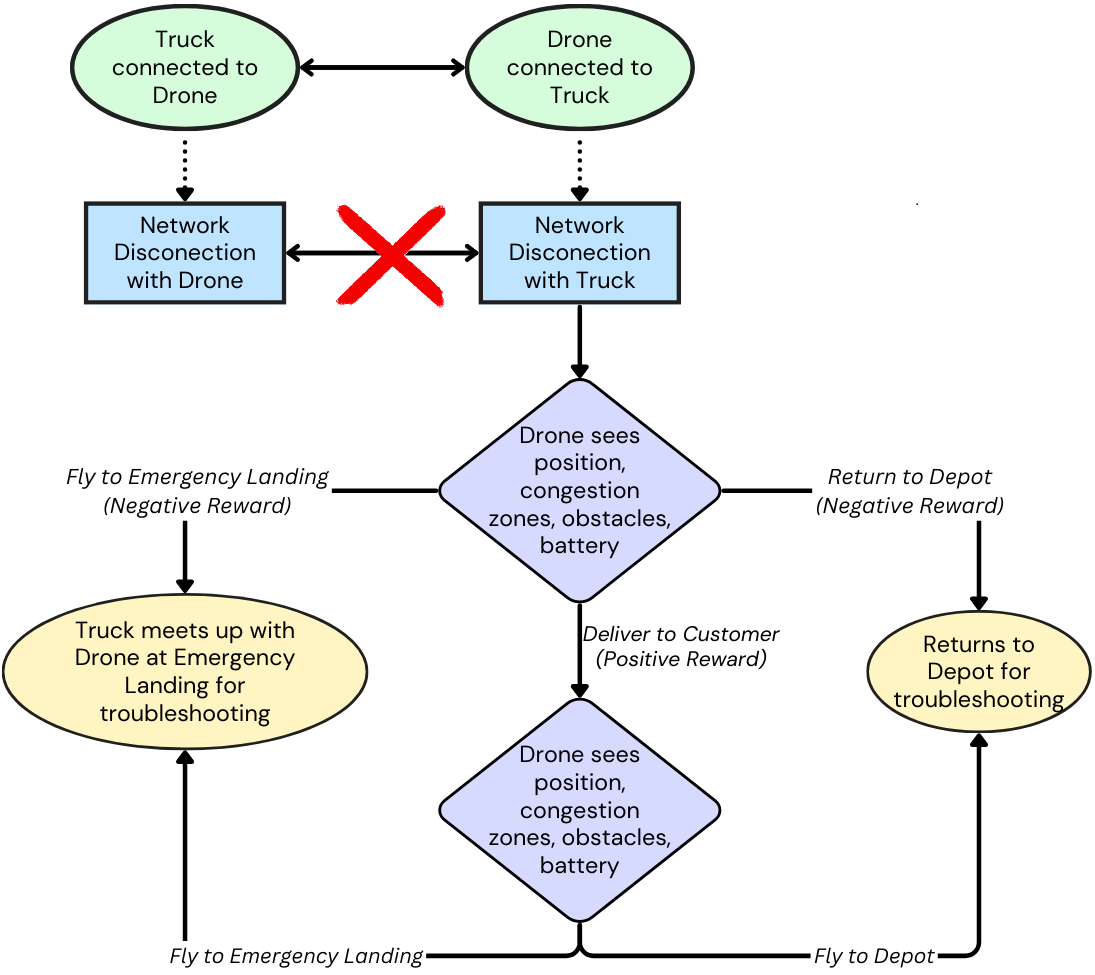 Truck
connected to
Drone
Drone
connected to
Truck
Network
Disconection
with Drone
Network
Disconection
with Truck
Drone sees
position,
congestion
zones, obstacles,
battery
Fly to Emergency Landing
(Negative Reward)
Return to Depot
(Negative Reward)
Truck meets up with
Drone at Emergency
Landing for
troubleshooting
Deliver to Customer
(Positive Reward)
Returns to
Depot for
troubleshooting
Drone sees
position,
congestion
zones, obstacles,
battery
Fly to Emergency Landing
Fly to Depot